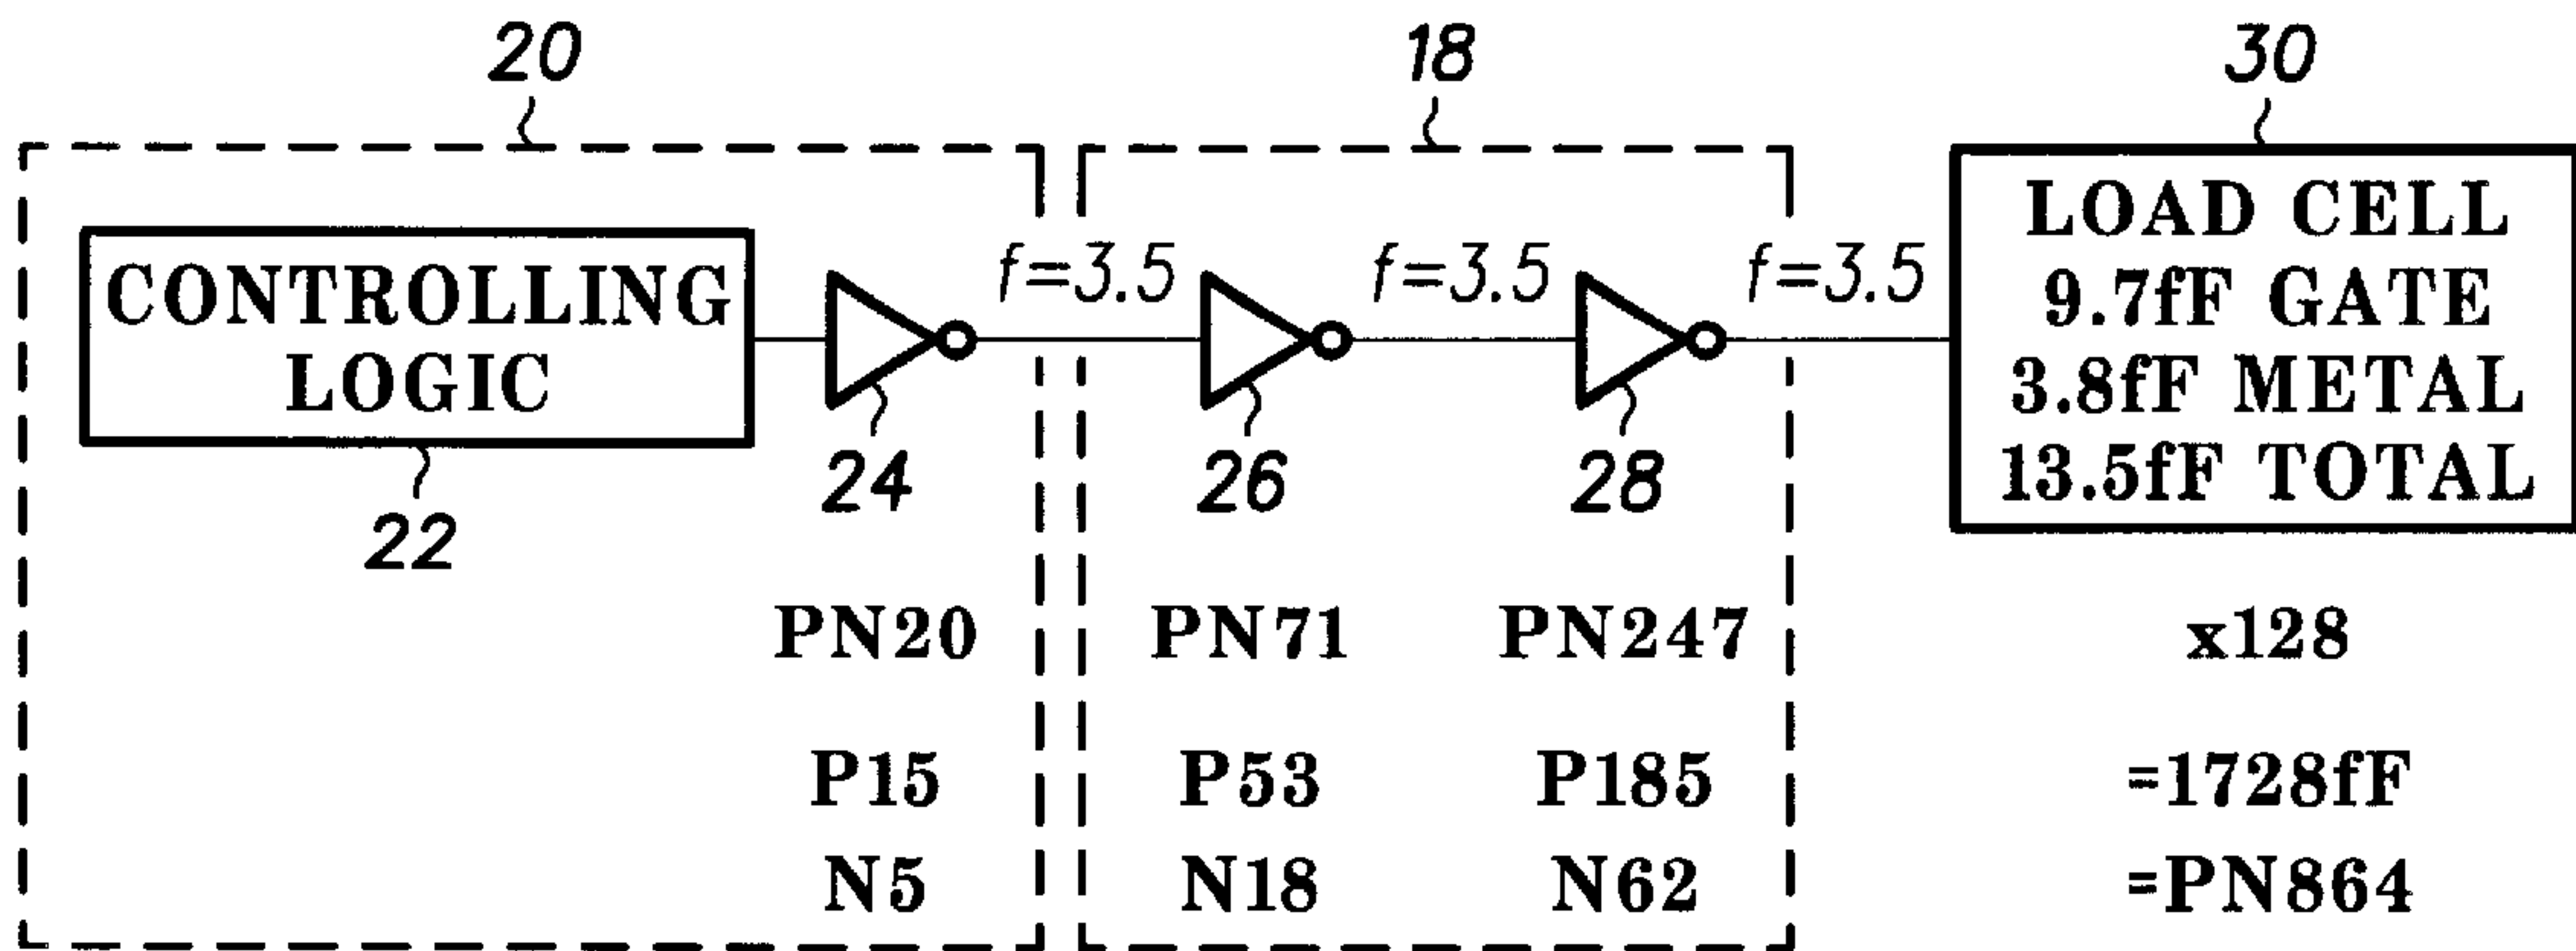 20
18
30
CONTROLLING
LOGIC
22
24
f=3.5
26
f=3.5
28
f=3.5
LOAD CELL
9.7fF GATE
3.8fF METAL
13.5fF TOTAL
PN20
PN71
PN247
x128
P15
P53
P185
=1728fF
N5
N18
N62
=PN864